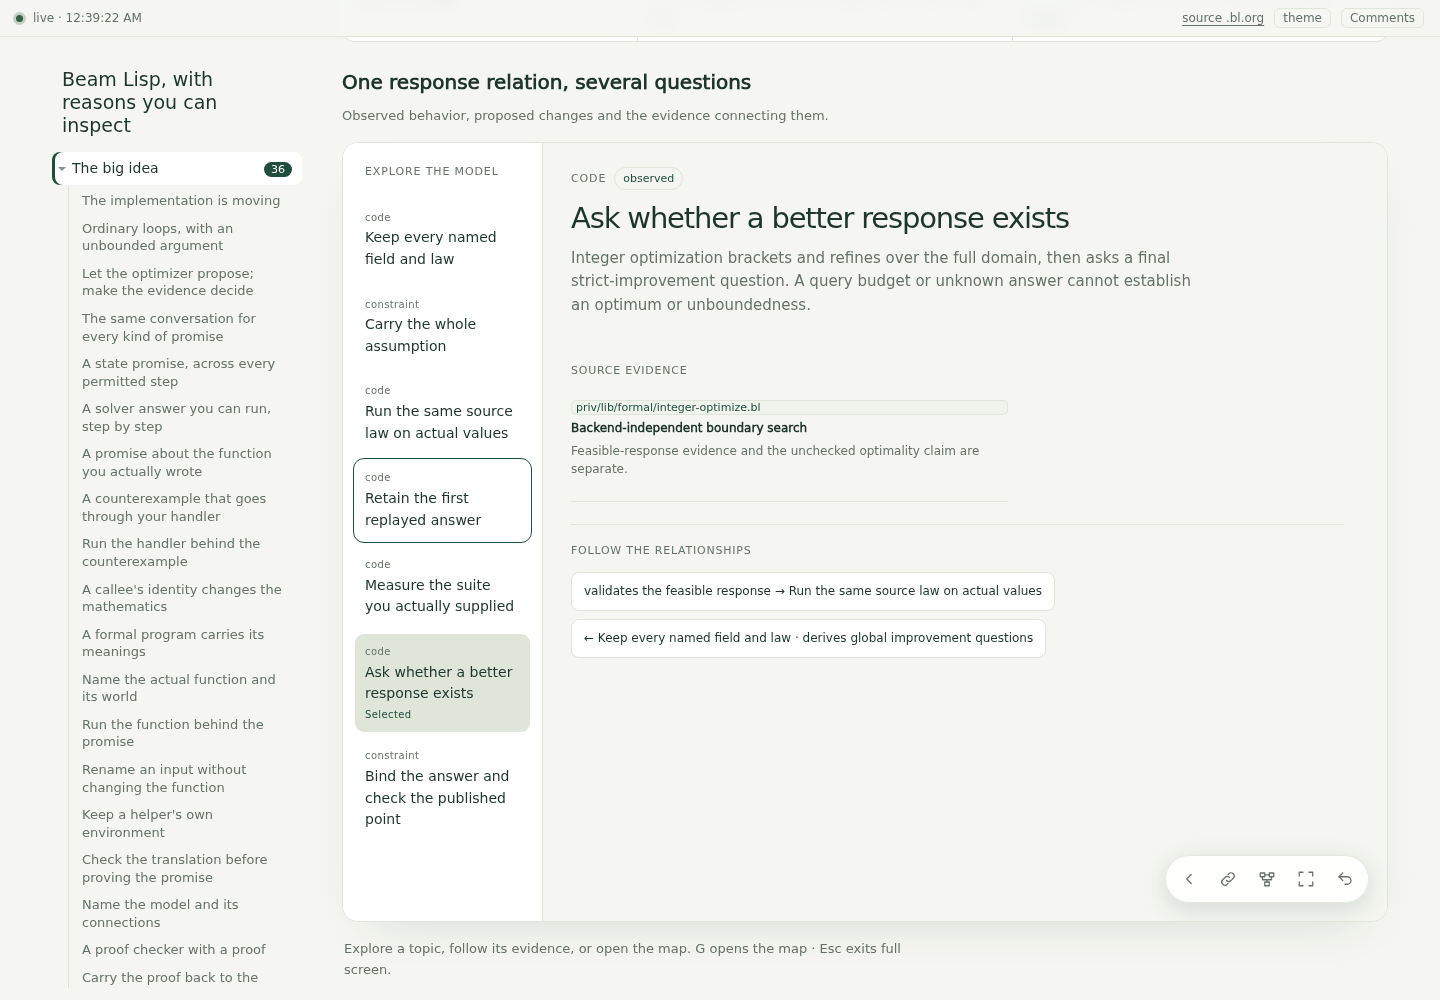 live · 12:39:22 AM
source .bl.org
theme
Comments
Beam Lisp, with
reasons you can
inspect
The big idea
36
The implementation is moving
Ordinary loops, with an
unbounded argument
Let the optimizer propose;
make the evidence decide
The same conversation for
every kind of promise
A state promise, across every
permitted step
A solver answer you can run,
step by step
A promise about the function
you actually wrote
A counterexample that goes
through your handler
Run the handler behind the
counterexample
A callee's identity changes the
mathematics
A formal program carries its
meanings
Name the actual function and
its world
Run the function behind the
promise
Rename an input without
changing the function
Keep a helper's own
environment
Check the translation before
proving the promise
Name the model and its
connections
A proof checker with a proof
Carry the proof back to the
One response relation, several questions
Observed behavior, proposed changes and the evidence connecting them.
EXPLORE THE MODEL
code
Keep every named
field and law
constraint
Carry the whole
assumption
code
Run the same source
law on actual values
code
Retain the first
replayed answer
code
Measure the suite
you actually supplied
code
Ask whether a better
response exists
Selected
constraint
Bind the answer and
check the published
point
CODE
observed
Ask whether a better response exists
Integer optimization brackets and refines over the full domain, then asks a final
strict-improvement question. A query budget or unknown answer cannot establish
an optimum or unboundedness.
SOURCE EVIDENCE
priv/lib/formal/integer-optimize.bl
Backend-independent boundary search
Feasible-response evidence and the unchecked optimality claim are
separate.
FOLLOW THE RELATIONSHIPS
validates the feasible response → Run the same source law on actual values
← Keep every named field and law · derives global improvement questions
Explore a topic, follow its evidence, or open the map. G opens the map · Esc exits full
screen.